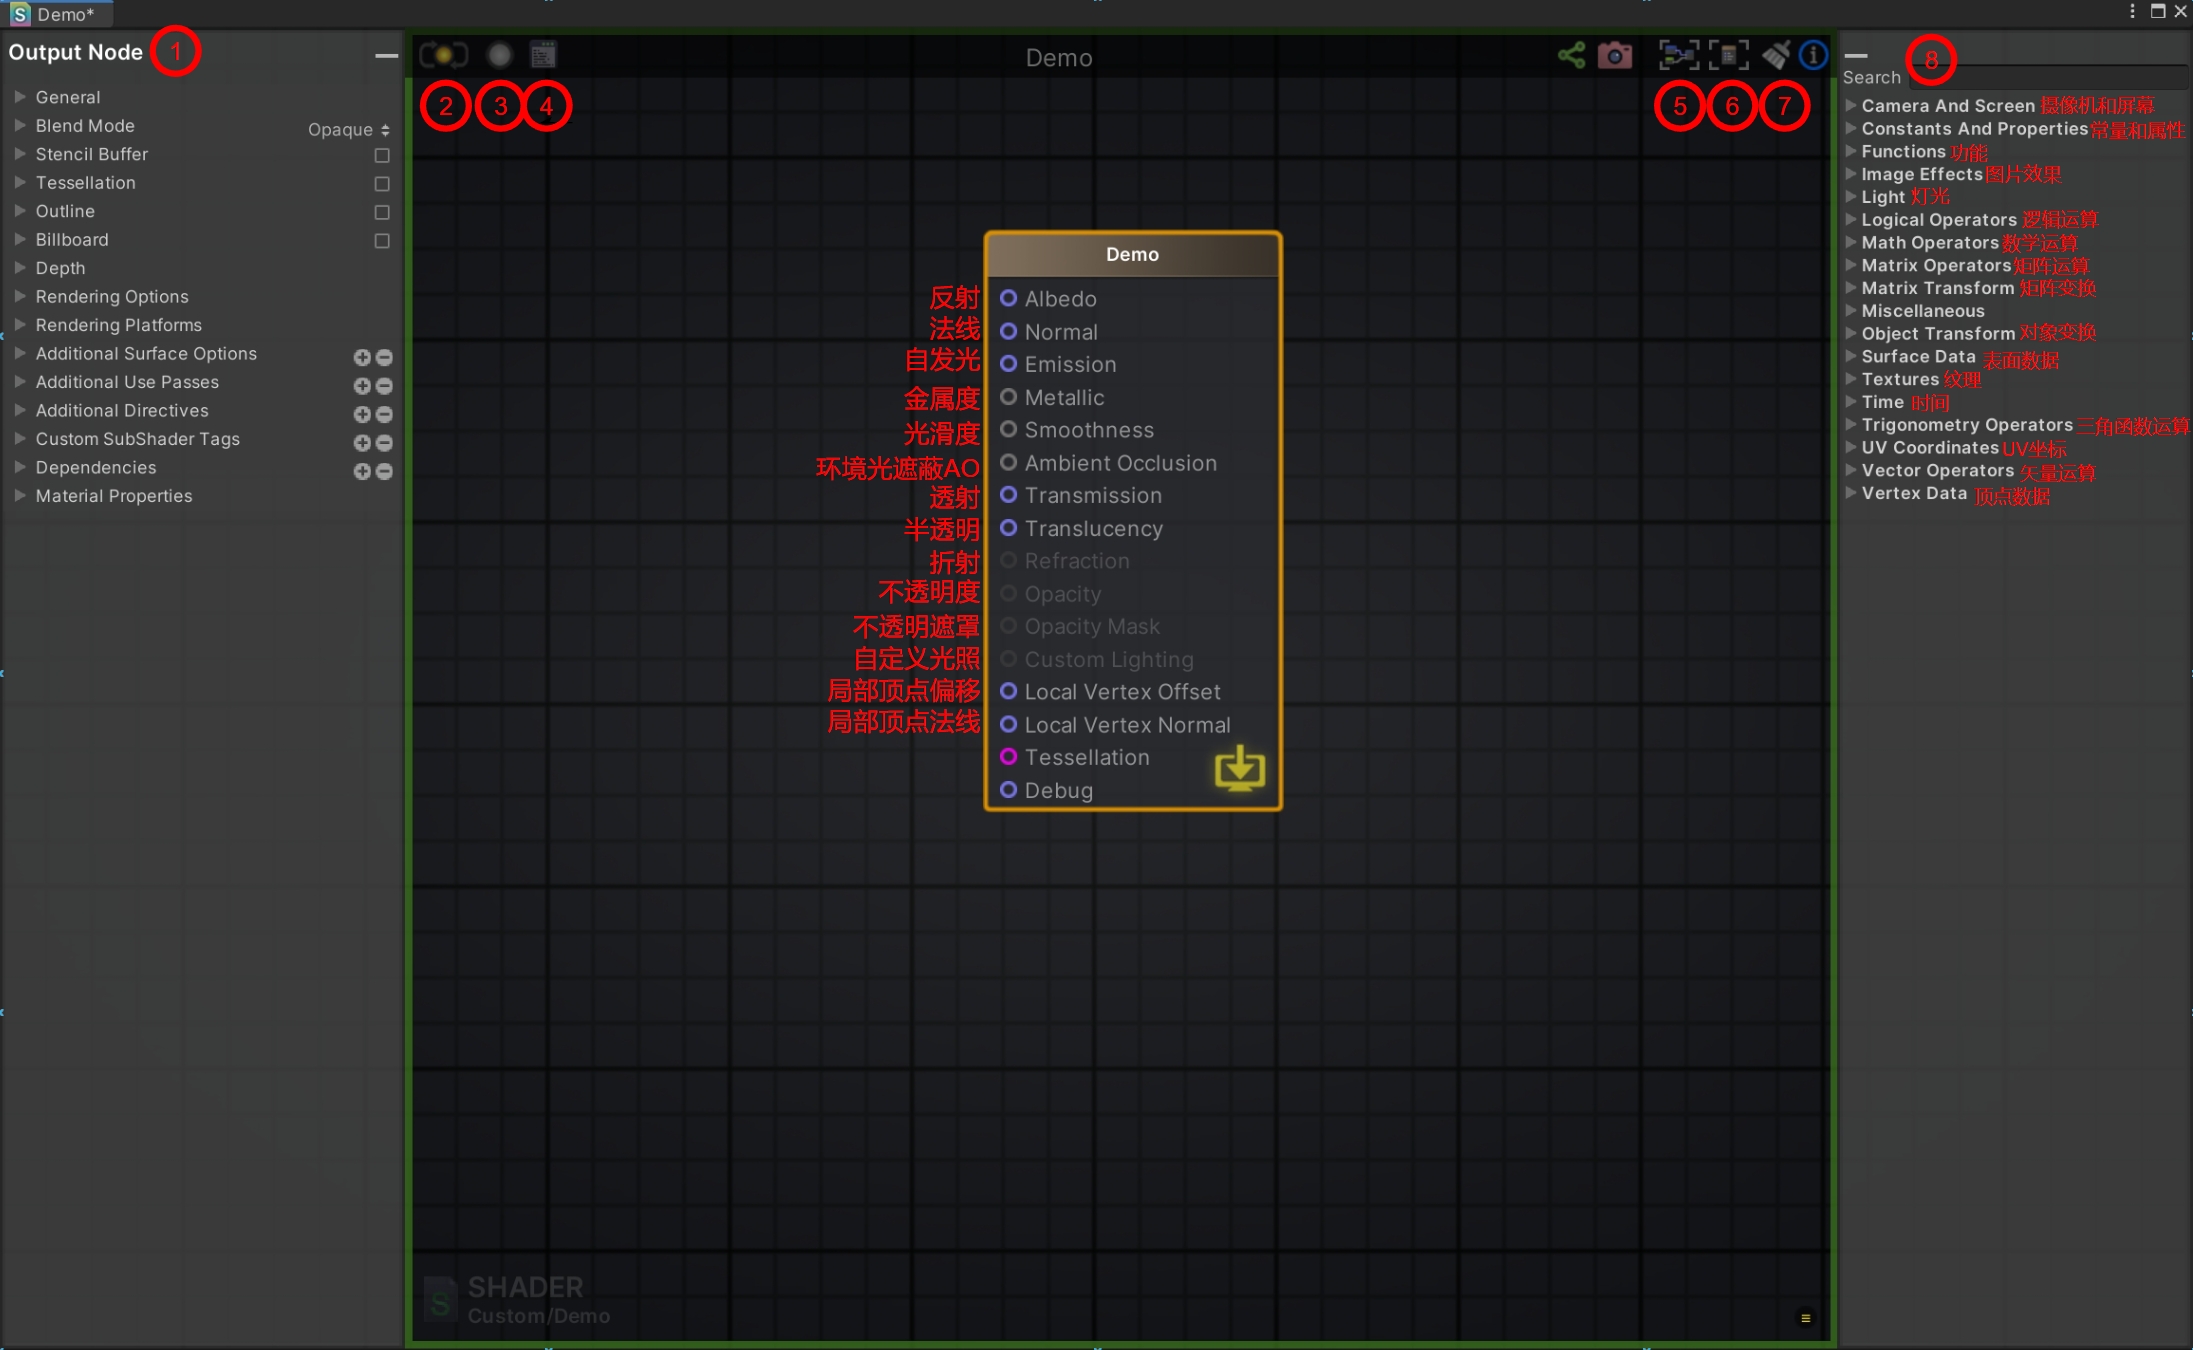 Demo*
Output Node 1
General
Blend Mode Opaque
Stencil Buffer
Tessellation
Outline
Billboard
Depth
Rendering Options
Rendering Platforms
Additional Surface Options
Additional Use Passes
Additional Directives
Custom SubShader Tags
Dependencies
Material Properties
Demo
2 3 4 5 6 7
Demo
反射 Albedo
法线 Normal
自发光 Emission
金属度 Metallic
光滑度 Smoothness
环境光遮蔽AO Ambient Occlusion
透射 Transmission
半透明 Translucency
折射 Refraction
不透明度 Opacity
不透明遮罩 Opacity Mask
自定义光照 Custom Lighting
局部顶点偏移 Local Vertex Offset
局部顶点法线 Local Vertex Normal
Tessellation
Debug
SHADER
Custom/Demo
8
Search
Camera And Screen 摄像机和屏幕
Constants And Properties 常量和属性
Functions 功能
Image Effects 图片效果
Light 灯光
Logical Operators 逻辑运算
Math Operators 数学运算
Matrix Operators 矩阵运算
Matrix Transform 矩阵变换
Miscellaneous
Object Transform 对象变换
Surface Data 表面数据
Textures 纹理
Time 时间
Trigonometry Operators 三角函数运算
UV Coordinates UV坐标
Vector Operators 矢量运算
Vertex Data 顶点数据